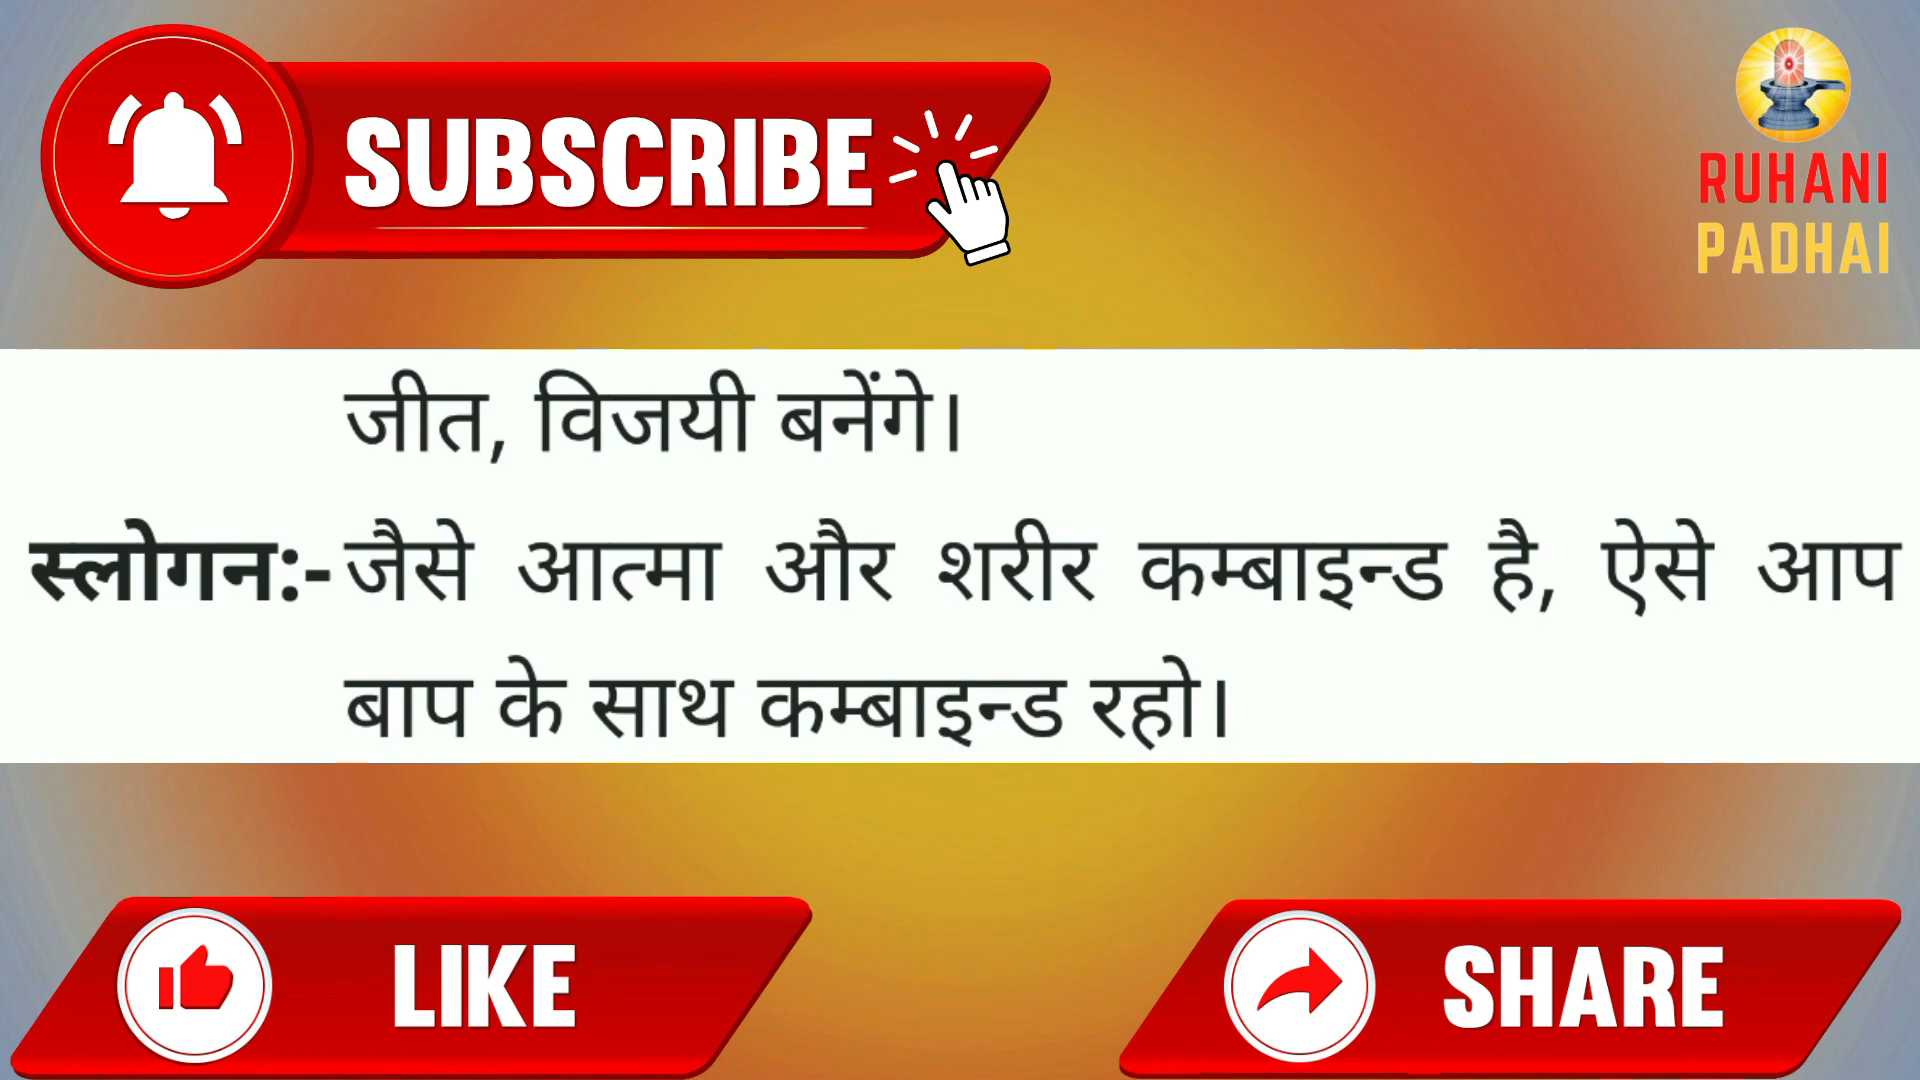 SUBSCRIBE
RUHANI
PADHAI
जीत, विजयी बनेंगे।
स्लोगन:- जैसे आत्मा और शरीर कम्बाइन्ड है, ऐसे आप
बाप के साथ कम्बाइन्ड रहो।
LIKE
SHARE